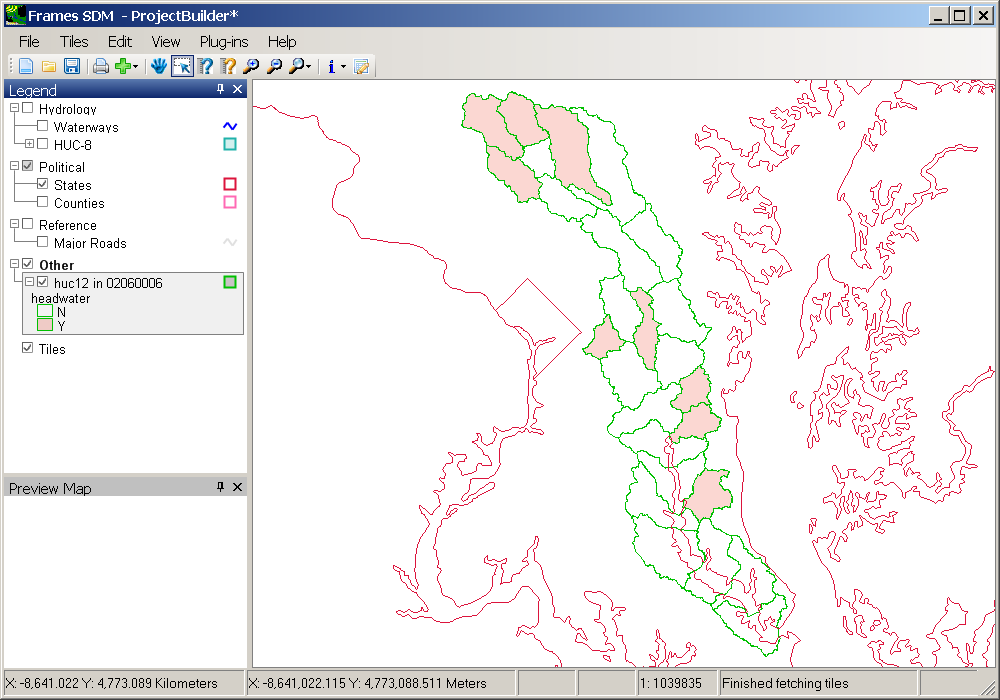 Frames SDM - ProjectBuilder*
File Tiles Edit View Plug-ins Help
Legend
Hydrology
Waterways
HUC-8
Political
States
Counties
Reference
Major Roads
Other
huc12 in 02060006
headwater
N
Y
Tiles
Preview Map
X: -8,641.022 Y: 4,773.089 Kilometers X: -8,641,022.115 Y: 4,773,088.511 Meters 1: 1039835 Finished fetching tiles